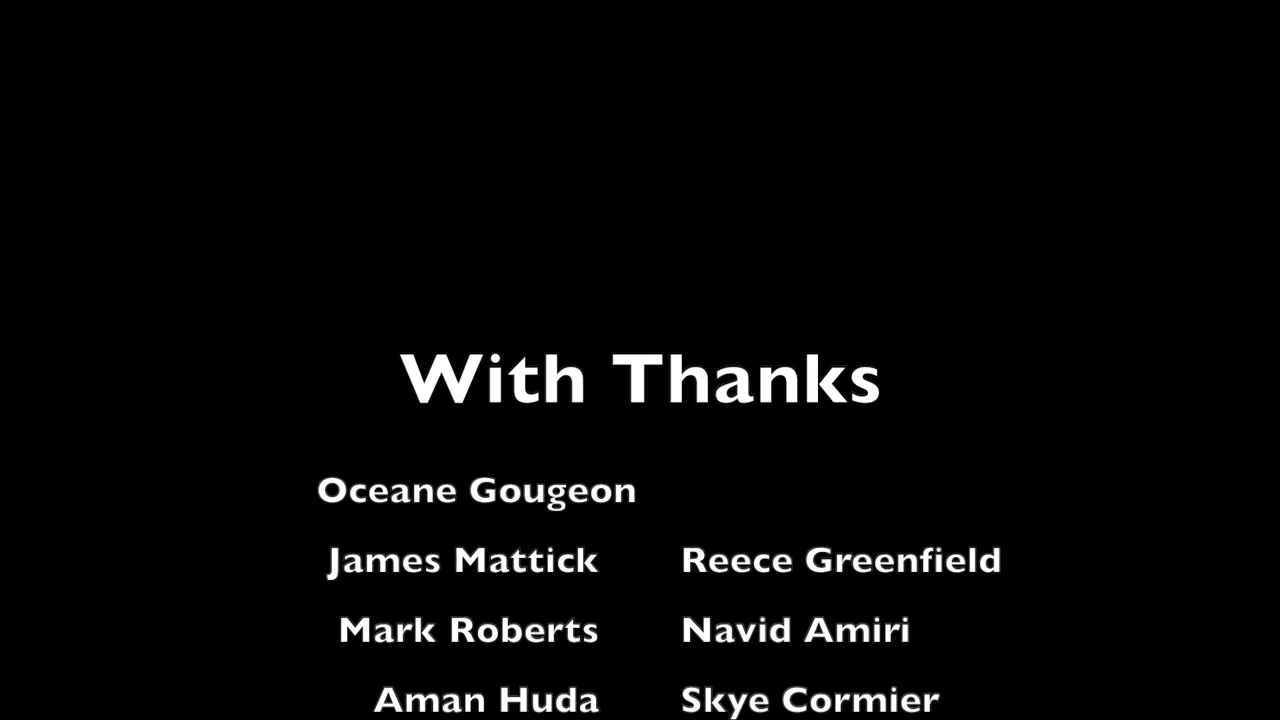 With Thanks
Oceane Gougeon
James Mattick Reece Greenfield
Mark Roberts Navid Amiri
Aman Huda Skye Cormier